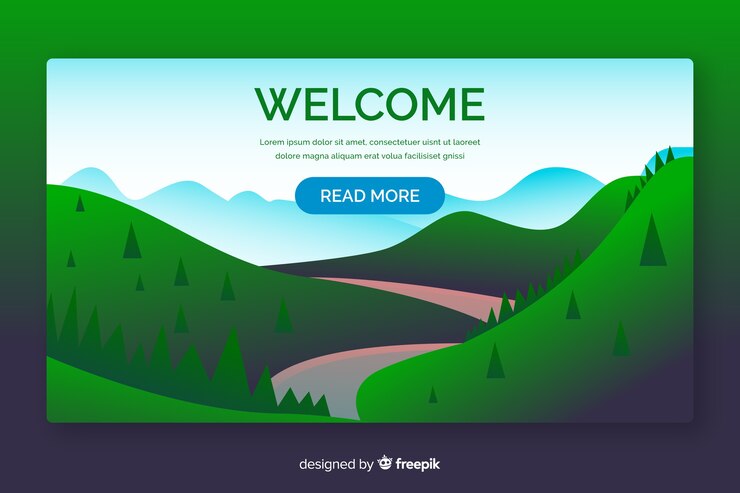 WELCOME
Lorem ipsum dolor sit amet, consectetuer uisnt ut laoreet
dolore magna aliquam erat volua facilisiset gnissi
READ MORE
designed by freepik